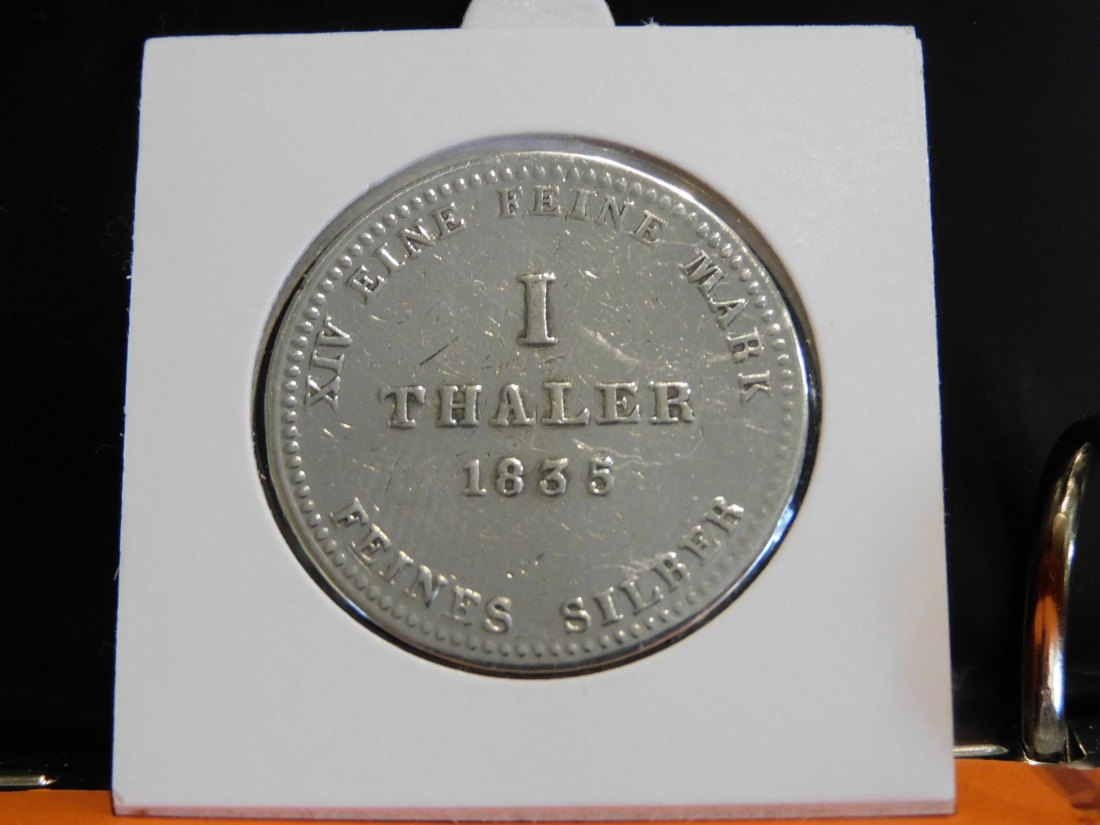 XIV EINE FEINE MARK
I
THALER
1835
FEINES SILBER